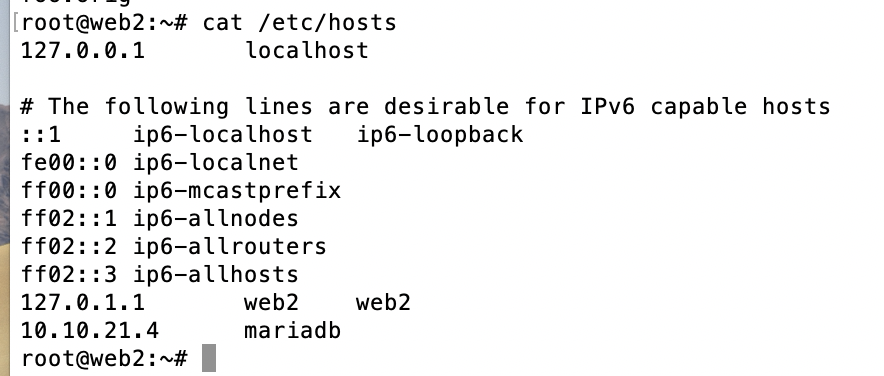 [root@web2:~# cat /etc/hosts
127.0.0.1       localhost
# The following lines are desirable for IPv6 capable hosts
::1     ip6-localhost   ip6-loopback
fe00::0 ip6-localnet
ff00::0 ip6-mcastprefix
ff02::1 ip6-allnodes
ff02::2 ip6-allrouters
ff02::3 ip6-allhosts
127.0.1.1       web2    web2
10.10.21.4      mariadb
root@web2:~#